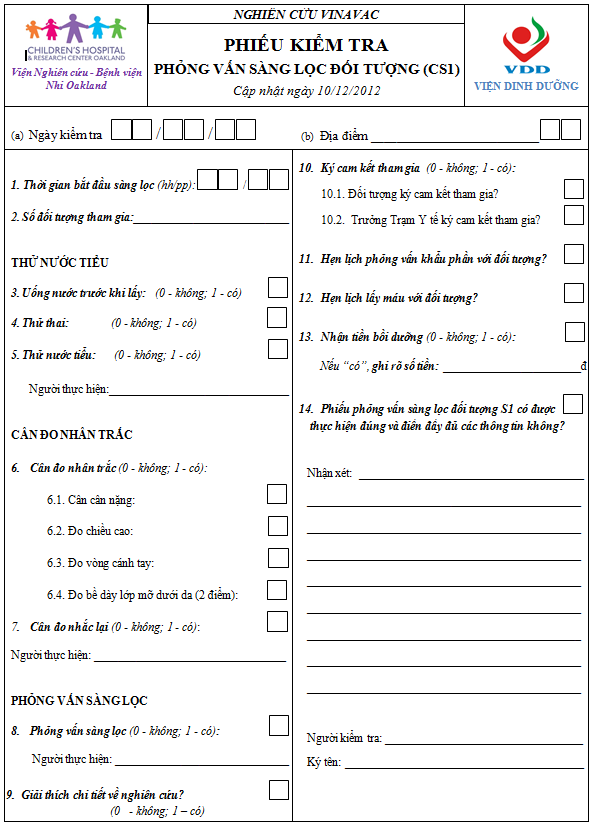 CHILDREN'S HOSPITAL
& RESEARCH CENTER OAKLAND
Viện Nghiên cứu - Bệnh viện
Nhi Oakland
NGHIÊN CỨU VINAVAC
PHIẾU KIỂM TRA
PHỎNG VẤN SÀNG LỌC ĐỐI TƯỢNG (CS1)
Cập nhật ngày 10/12/2012
VDD
VIỆN DINH DƯỠNG
(a) Ngày kiểm tra / /
(b) Địa điểm
1. Thời gian bắt đầu sàng lọc (hh/pp): /
2. Số đối tượng tham gia:
THỬ NƯỚC TIỂU
3. Uống nước trước khi lấy: (0 - không; 1 - có)
4. Thử thai: (0 - không; 1 - có)
5. Thử nước tiểu: (0 - không; 1 - có)
Người thực hiện:
CÂN ĐO NHÂN TRẮC
6. Cân đo nhân trắc (0 - không; 1 - có):
6.1. Cân cân nặng:
6.2. Đo chiều cao:
6.3. Đo vòng cánh tay:
6.4. Đo bề dày lớp mỡ dưới da (2 điểm):
7. Cân đo nhắc lại (0 - không; 1 - có):
Người thực hiện:
PHỎNG VẤN SÀNG LỌC
8. Phỏng vấn sàng lọc (0 - không; 1 - có):
Người thực hiện:
9. Giải thích chi tiết về nghiên cứu?
(0 - không; 1 – có)
10. Ký cam kết tham gia (0 - không; 1 - có):
10.1. Đối tượng ký cam kết tham gia?
10.2. Trưởng Trạm Y tế ký cam kết tham gia?
11. Hẹn lịch phỏng vấn khẩu phần với đối tượng?
12. Hẹn lịch lấy máu với đối tượng?
13. Nhận tiền bồi dưỡng (0 - không; 1 - có):
Nếu “có”, ghi rõ số tiền: đ
14. Phiếu phỏng vấn sàng lọc đối tượng S1 có được
thực hiện đúng và điền đầy đủ các thông tin không?
Nhận xét:
Người kiểm tra:
Ký tên: